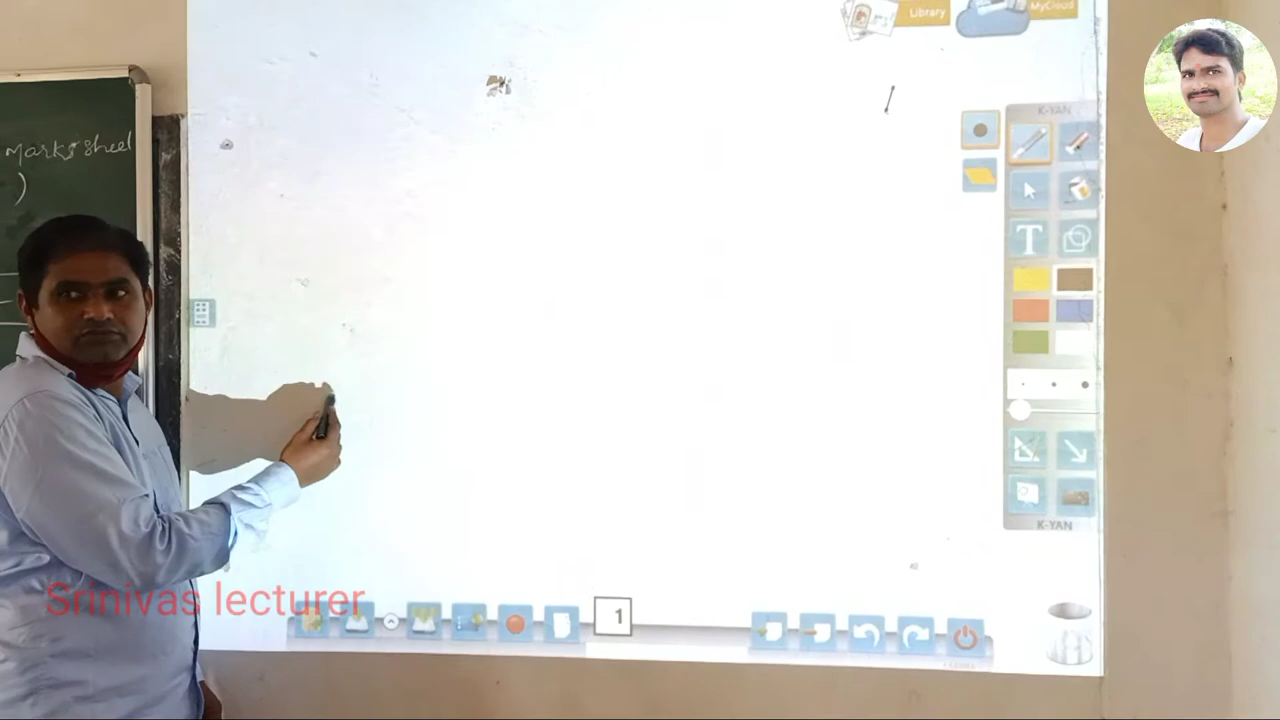 Library
MyCloud
K-YAN
Marks sheet
)
T
K-YAN
1
Srinivas lecturer